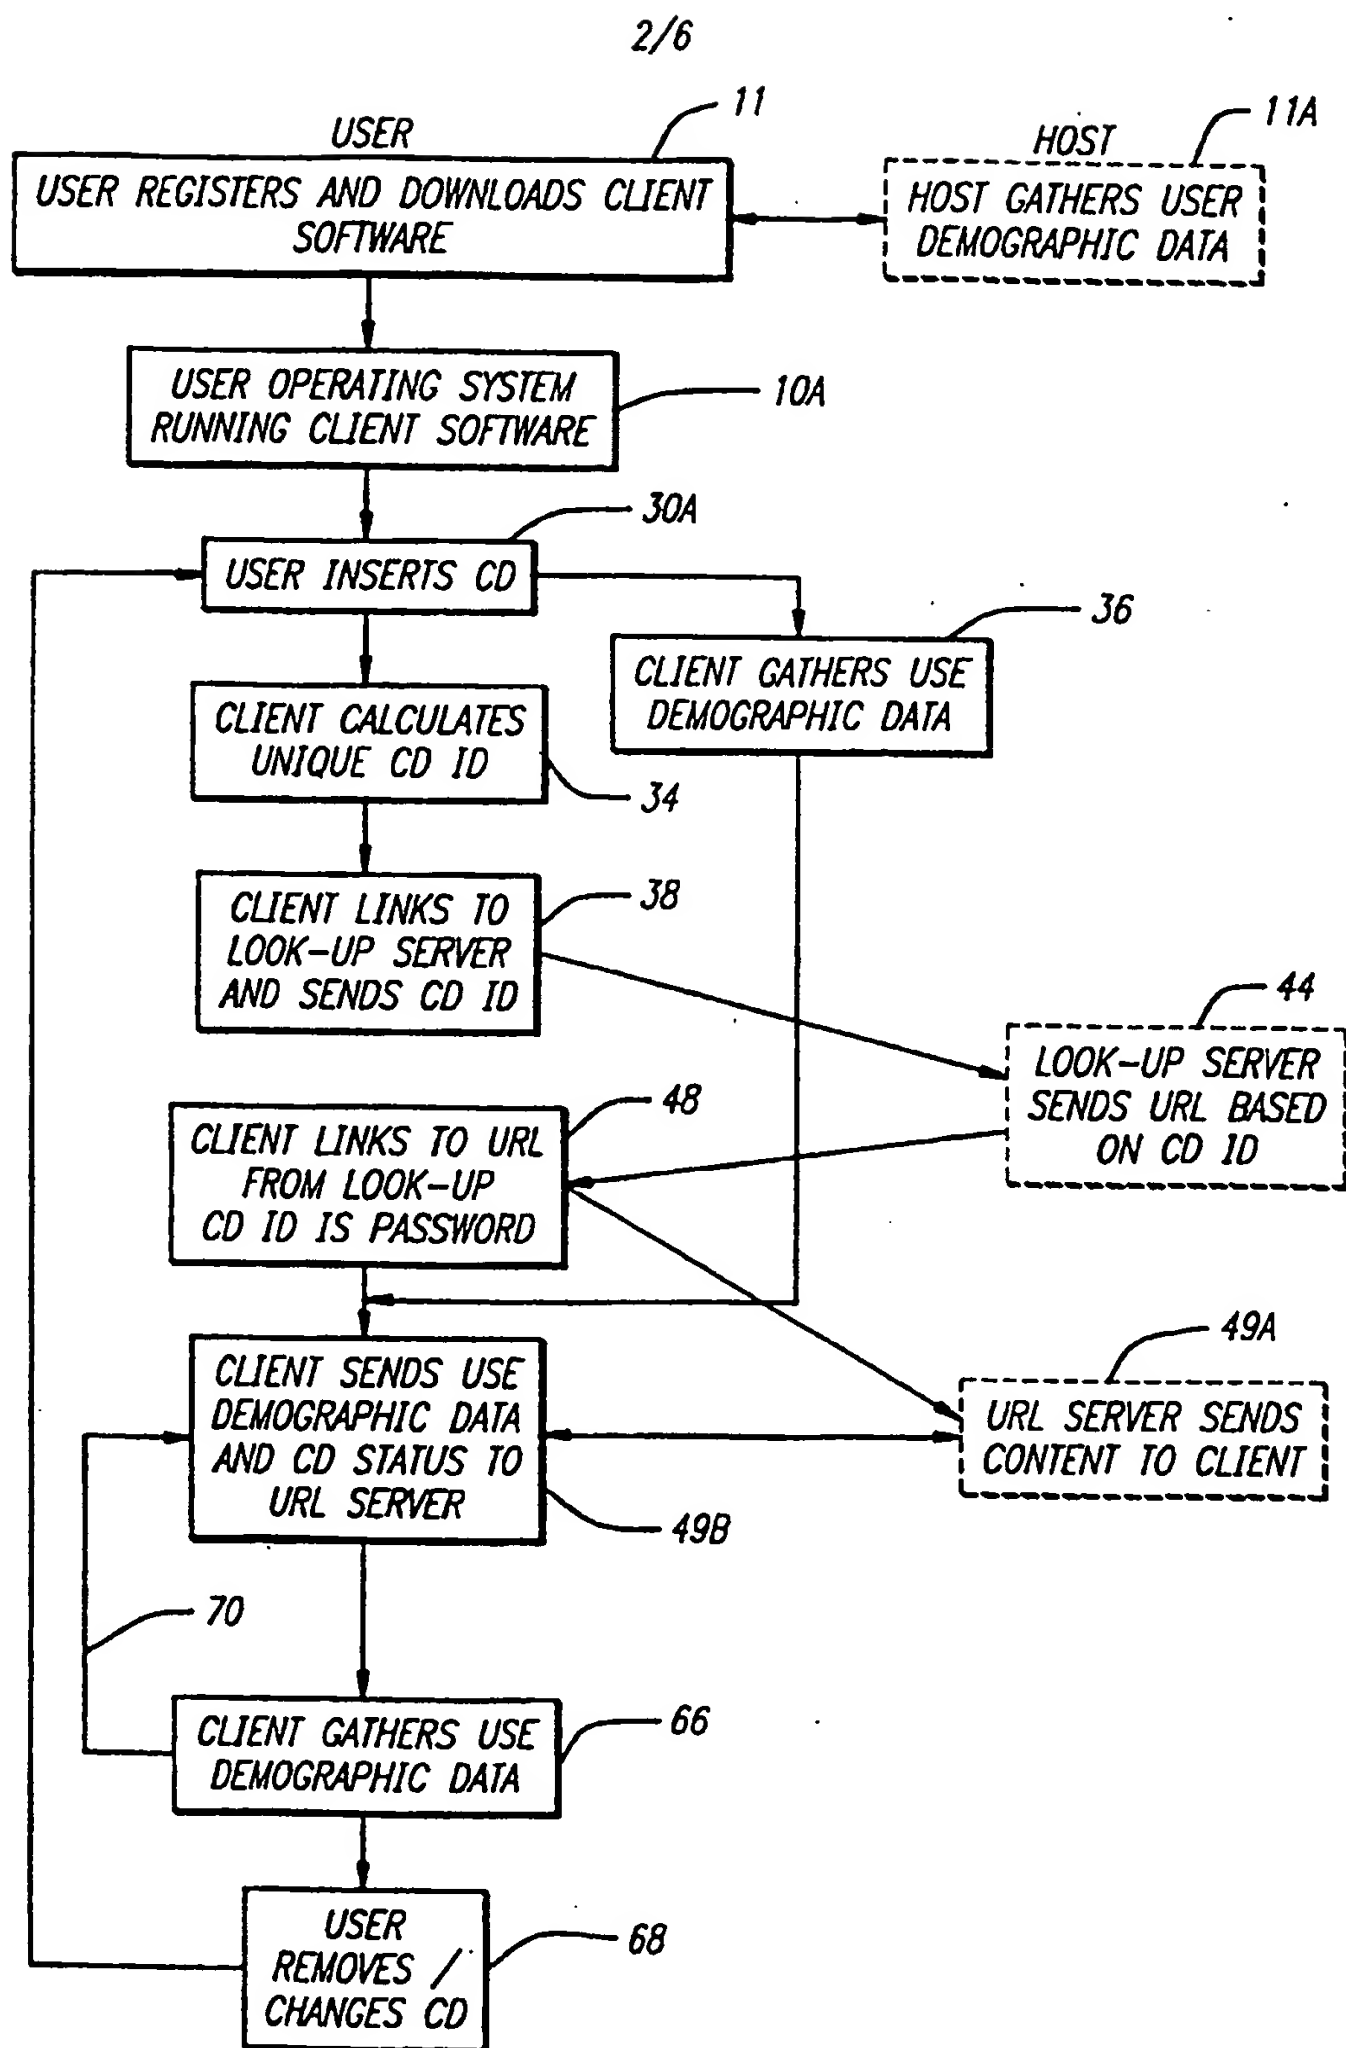 2/6
11
11A
USER
HOST
USER REGISTERS AND DOWNLOADS CLIENT
SOFTWARE
HOST GATHERS USER
DEMOGRAPHIC DATA
USER OPERATING SYSTEM
RUNNING CLIENT SOFTWARE
10A
30A
USER INSERTS CD
36
CLIENT GATHERS USE
DEMOGRAPHIC DATA
CLIENT CALCULATES
UNIQUE CD ID
34
CLIENT LINKS TO
LOOK-UP SERVER
AND SENDS CD ID
38
44
LOOK-UP SERVER
SENDS URL BASED
ON CD ID
48
CLIENT LINKS TO URL
FROM LOOK-UP
CD ID IS PASSWORD
49A
CLIENT SENDS USE
DEMOGRAPHIC DATA
AND CD STATUS TO
URL SERVER
URL SERVER SENDS
CONTENT TO CLIENT
49B
70
CLIENT GATHERS USE
DEMOGRAPHIC DATA
66
USER
REMOVES /
CHANGES CD
68